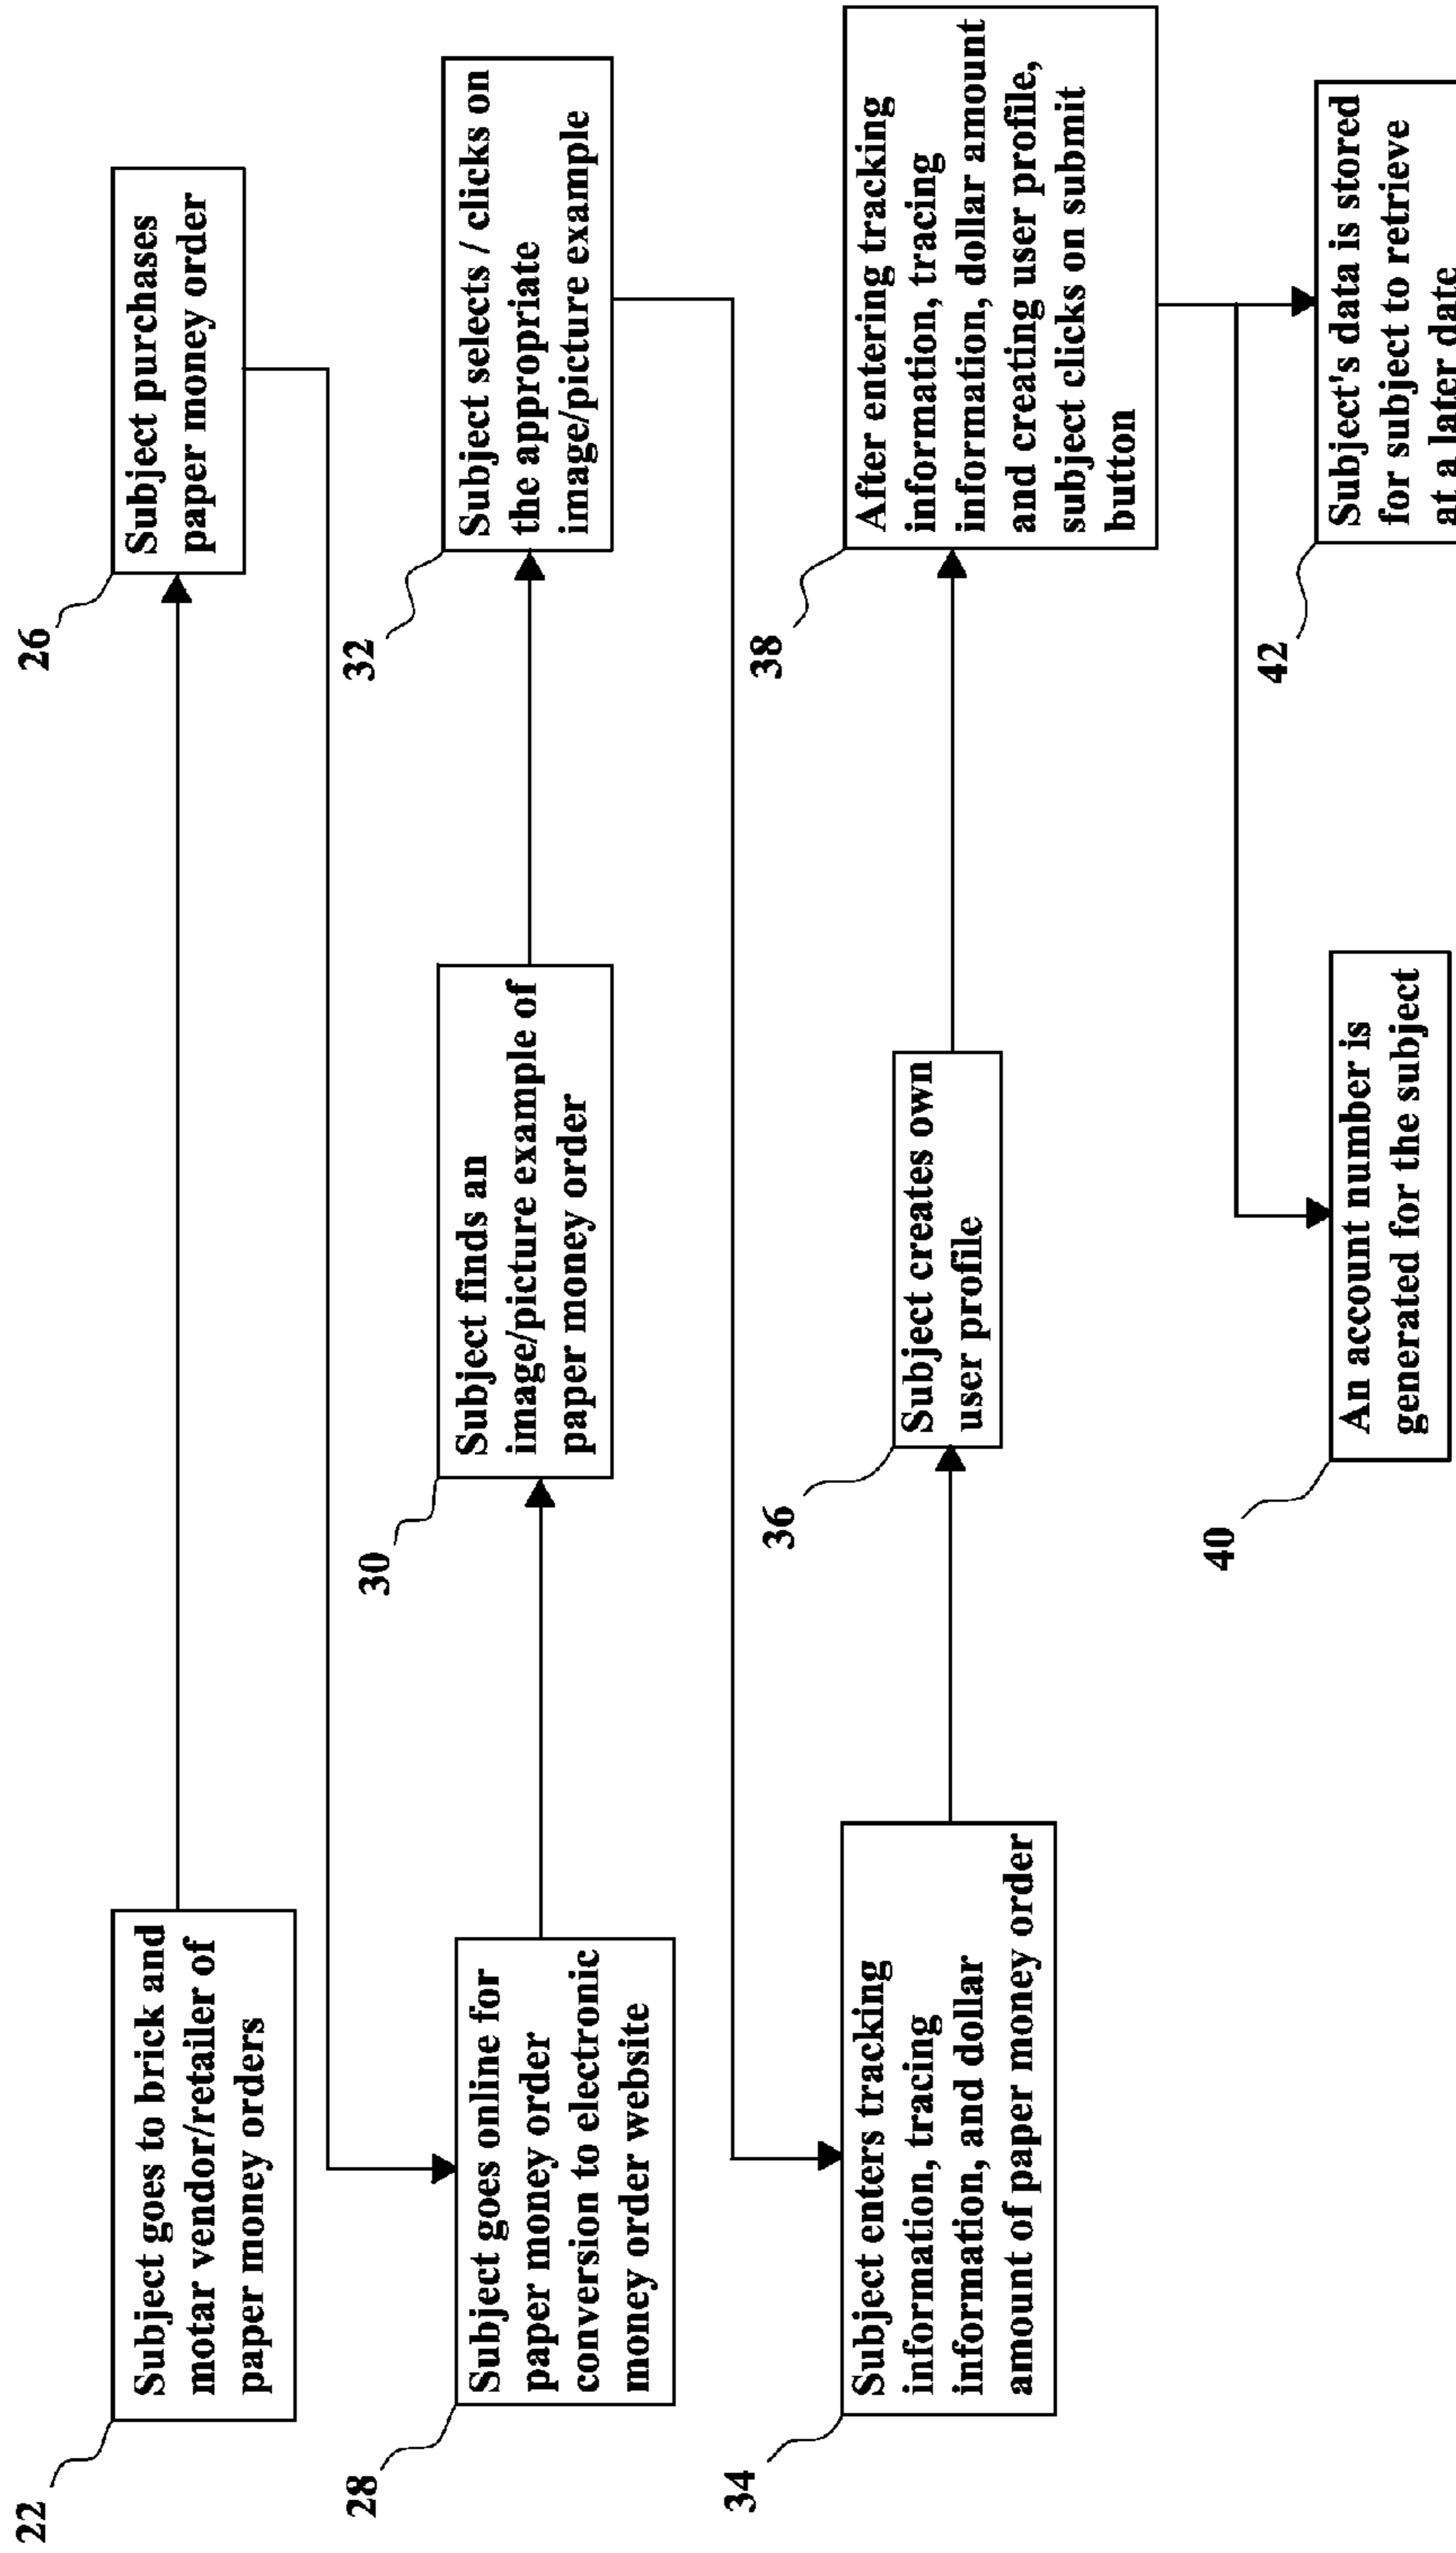 22
Subject goes to brick and
motar vendor/retailer of
paper money orders
26
Subject purchases
paper money order
28
Subject goes online for
paper money order
conversion to electronic
money order website
30
Subject finds an
image/picture example of
paper money order
32
Subject selects / clicks on
the appropriate
image/picture example
34
Subject enters tracking
information, tracing
information, and dollar
amount of paper money order
36
Subject creates own
user profile
38
After entering tracking
information, tracing
information, dollar amount
and creating user profile,
subject clicks on submit
button
40
An account number is
generated for the subject
42
Subject's data is stored
for subject to retrieve
at a later date